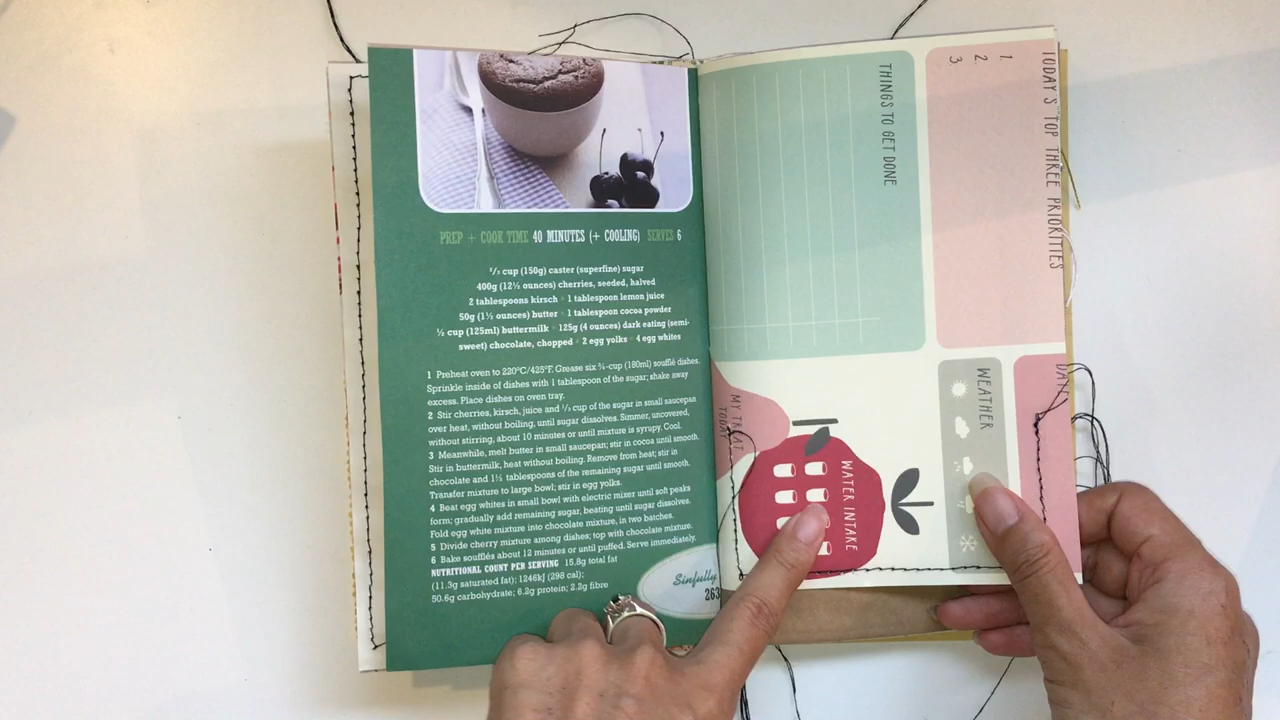 PREP + COOK TIME 40 MINUTES (+ COOLING) SERVES 6
⅔ cup (150g) caster (superfine) sugar
400g (12½ ounces) cherries, seeded, halved
2 tablespoons kirsch • 1 tablespoon lemon juice
50g (1½ ounces) butter • 1 tablespoon cocoa powder
½ cup (125ml) buttermilk • 125g (4 ounces) dark eating (semi-
sweet) chocolate, chopped • 2 egg yolks • 4 egg whites
1 Preheat oven to 220°C/425°F. Grease six ¾-cup (180ml) soufflé dishes.
Sprinkle inside of dishes with 1 tablespoon of the sugar; shake away
excess. Place dishes on oven tray.
2 Stir cherries, kirsch, juice and ⅓ cup of the sugar in small saucepan
over heat, without boiling, until sugar dissolves. Simmer, uncovered,
without stirring, about 10 minutes or until mixture is syrupy. Cool.
3 Meanwhile, melt butter in small saucepan; stir in cocoa until smooth.
Stir in buttermilk, heat without boiling. Remove from heat; stir in
chocolate and 1½ tablespoons of the remaining sugar until smooth.
Transfer mixture to large bowl; stir in egg yolks.
4 Beat egg whites in small bowl with electric mixer until soft peaks
form; gradually add remaining sugar, beating until sugar dissolves.
Fold egg white mixture into chocolate mixture, in two batches.
5 Divide cherry mixture among dishes; top with chocolate mixture.
6 Bake soufflés about 12 minutes or until puffed. Serve immediately.
NUTRITIONAL COUNT PER SERVING 15.8g total fat
(11.3g saturated fat); 1246kJ (298 cal);
50.6g carbohydrate; 6.2g protein; 2.2g fibre
Sinfully
263
TODAY'S TOP THREE PRIORITIES
1.
2.
3.
THINGS TO GET DONE
WEATHER
WATER INTAKE
MY TREAT
TODAY